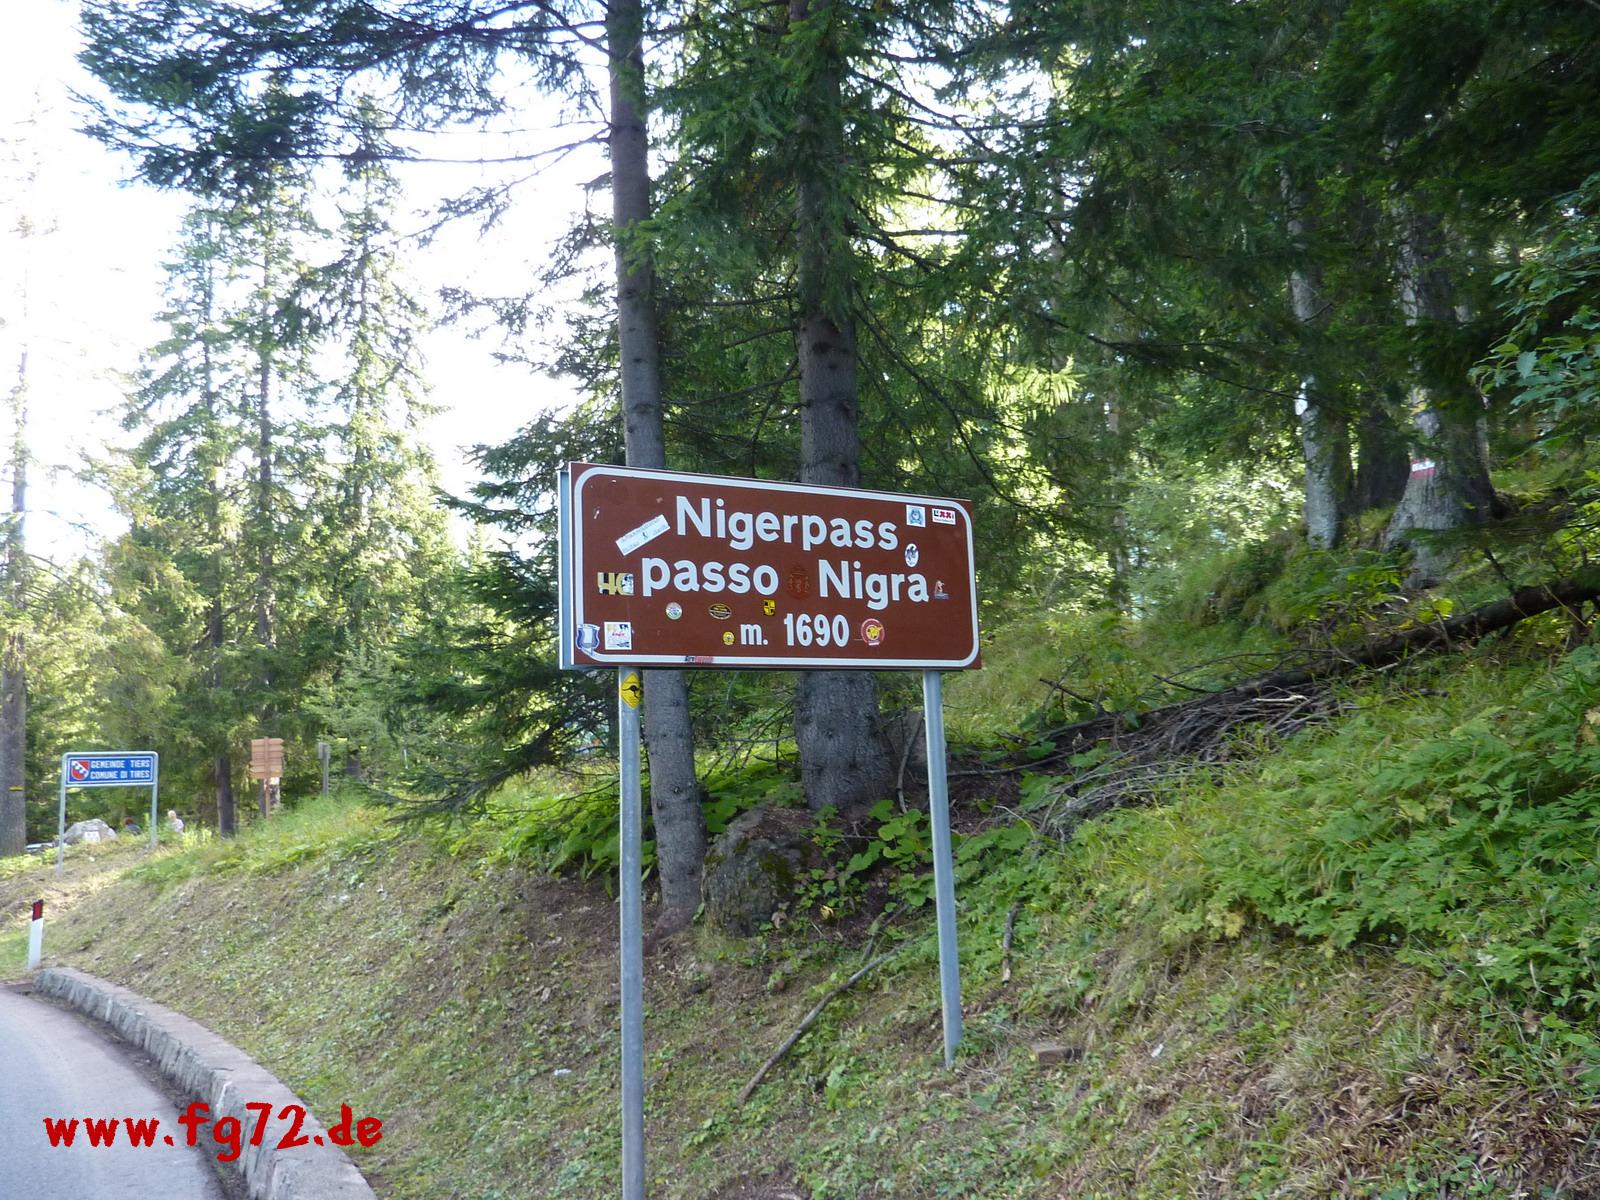 Nigerpass
passo Nigra
m. 1690
GEMEINDE TIERS
COMUNE DI TIRES
www.fg72.de